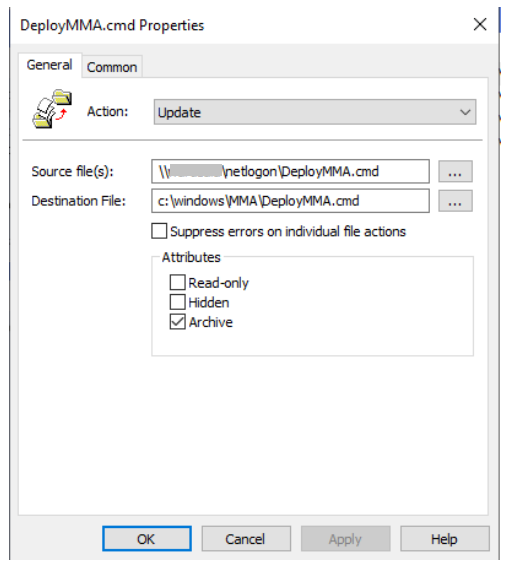 DeployMMA.cmd Properties
General Common
Action: Update
Source file(s): \\ \netlogon\DeployMMA.cmd ...
Destination File: c:\windows\MMA\DeployMMA.cmd ...
Suppress errors on individual file actions
Attributes
Read-only
Hidden
Archive
OK Cancel Apply Help